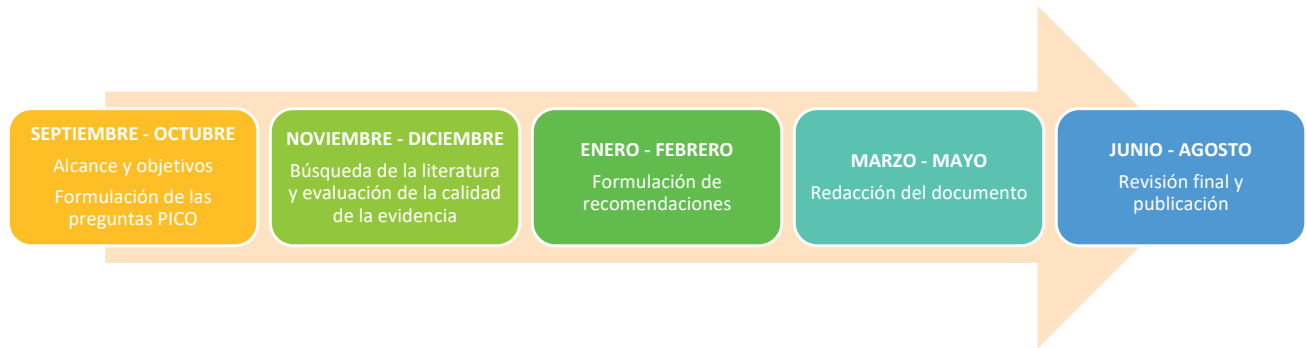 SEPTIEMBRE - OCTUBRE
Alcance y objetivos
Formulación de las
preguntas PICO
NOVIEMBRE - DICIEMBRE
Búsqueda de la literatura
y evaluación de la calidad
de la evidencia
ENERO - FEBRERO
Formulación de
recomendaciones
MARZO - MAYO
Redacción del documento
JUNIO - AGOSTO
Revisión final y
publicación